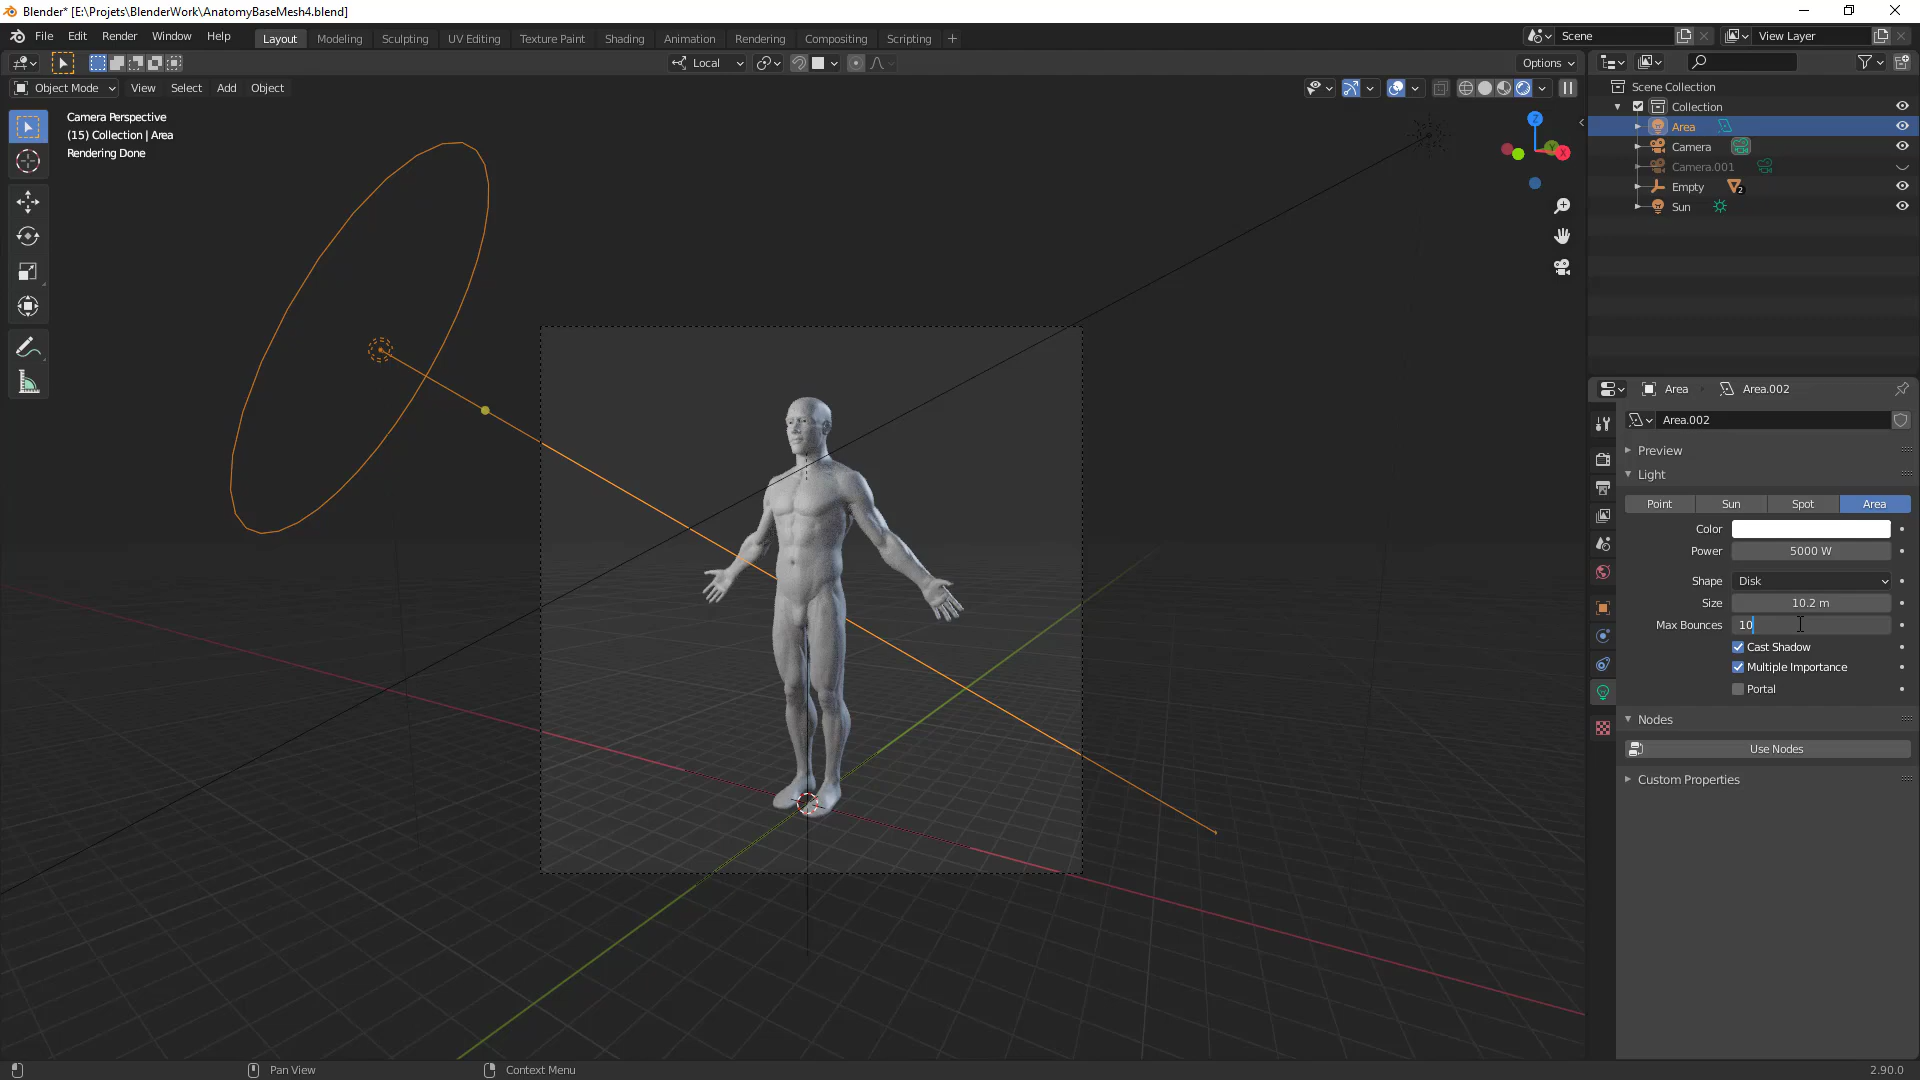 Blender* [E:\Projets\BlenderWork\AnatomyBaseMesh4.blend]
File Edit Render Window Help Layout Modeling Sculpting UV Editing Texture Paint Shading Animation Rendering Compositing Scripting + Scene View Layer
Local Options
Object Mode View Select Add Object
Scene Collection
Collection
Area
Camera
Camera.001
Empty 2
Sun
Camera Perspective
(15) Collection | Area
Rendering Done
Z
Y
X
Area Area.002
Area.002
Preview
Light
Point Sun Spot Area
Color
Power 5000 W
Shape Disk
Size 10.2 m
Max Bounces 10
Cast Shadow
Multiple Importance
Portal
Nodes
Use Nodes
Custom Properties
Pan View Context Menu 2.90.0